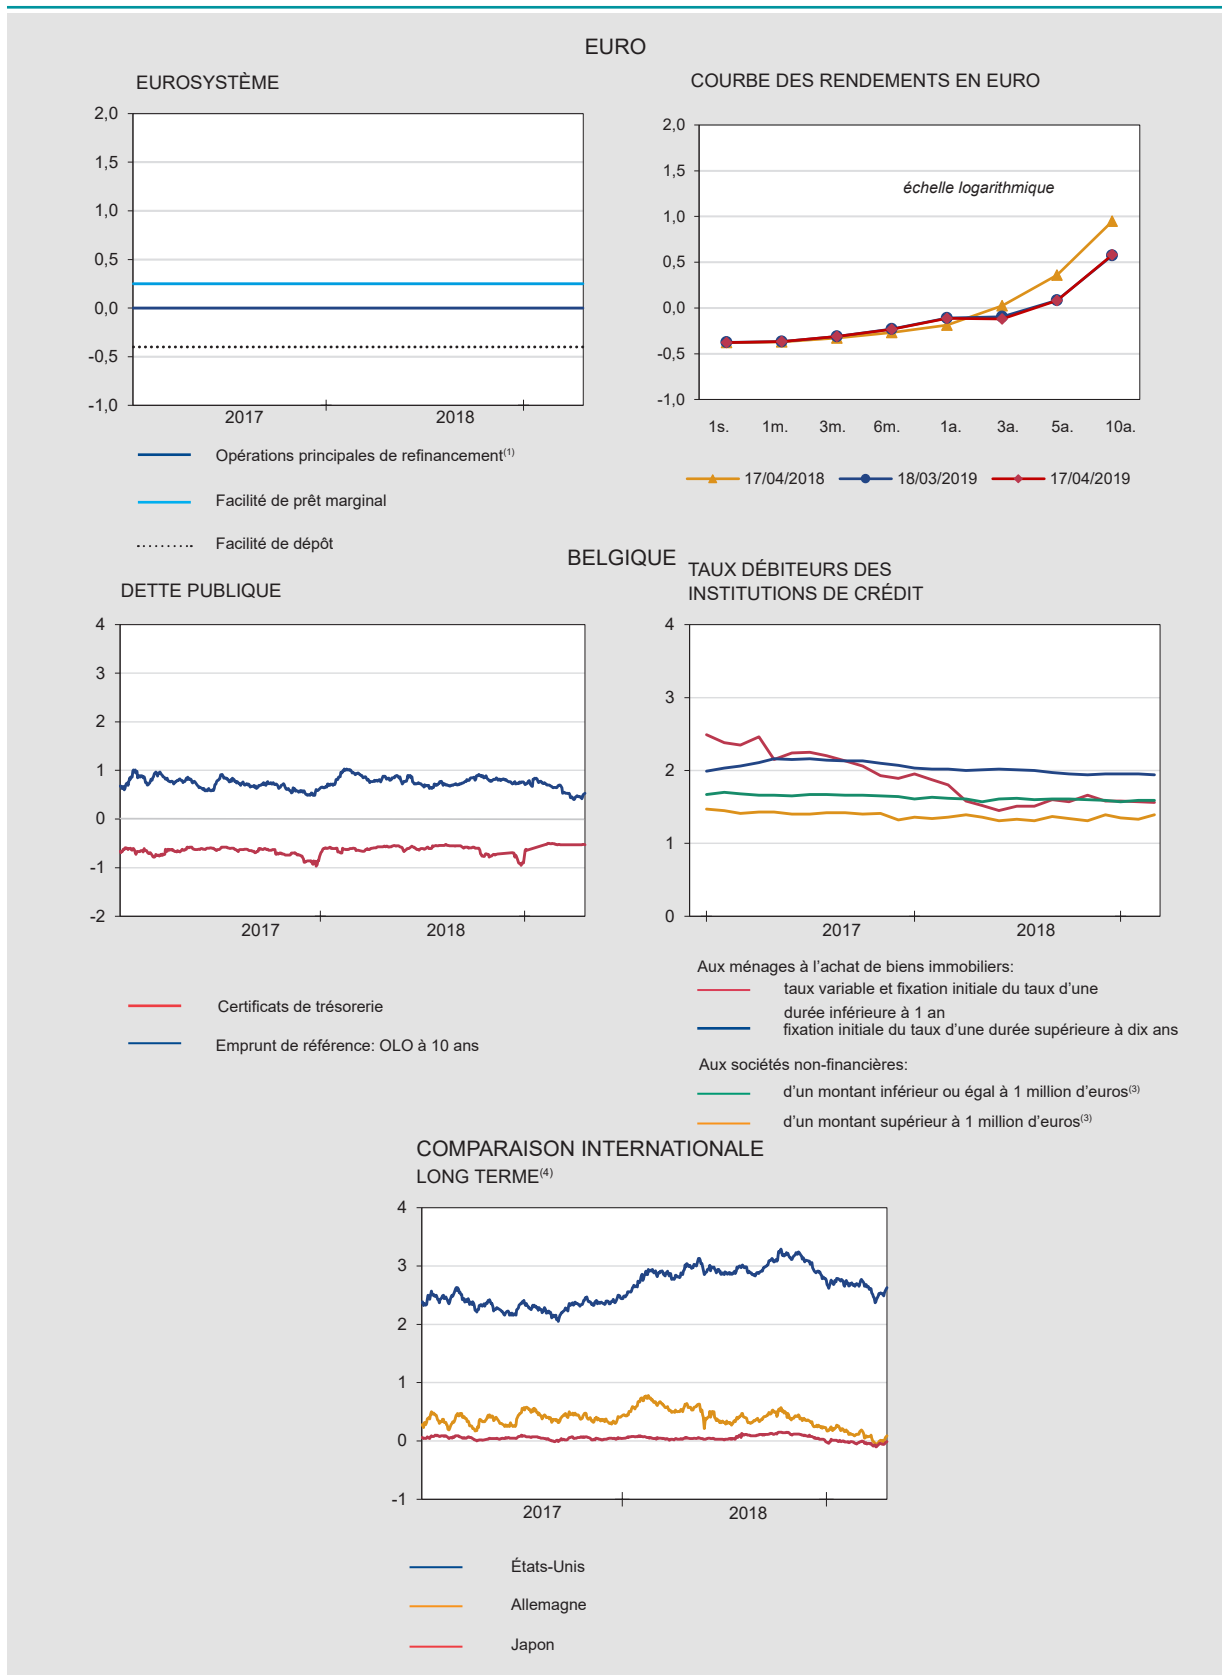 EURO
EUROSYSTÈME
2,0
1,5
1,0
0,5
0,0
-0,5
-1,0
2017 2018
Opérations principales de refinancement(1)
Facilité de prêt marginal
Facilité de dépôt
COURBE DES RENDEMENTS EN EURO
2,0
1,5
1,0
0,5
0,0
-0,5
-1,0
échelle logarithmique
1s. 1m. 3m. 6m. 1a. 3a. 5a. 10a.
17/04/2018 18/03/2019 17/04/2019
BELGIQUE
DETTE PUBLIQUE
4
3
2
1
0
-1
-2
2017 2018
Certificats de trésorerie
Emprunt de référence: OLO à 10 ans
TAUX DÉBITEURS DES
INSTITUTIONS DE CRÉDIT
4
3
2
1
0
2017 2018
Aux ménages à l’achat de biens immobiliers:
taux variable et fixation initiale du taux d’une
durée inférieure à 1 an
fixation initiale du taux d’une durée supérieure à dix ans
Aux sociétés non-financières:
d’un montant inférieur ou égal à 1 million d’euros(3)
d’un montant supérieur à 1 million d’euros(3)
COMPARAISON INTERNATIONALE
LONG TERME(4)
4
3
2
1
0
-1
2017 2018
États-Unis
Allemagne
Japon